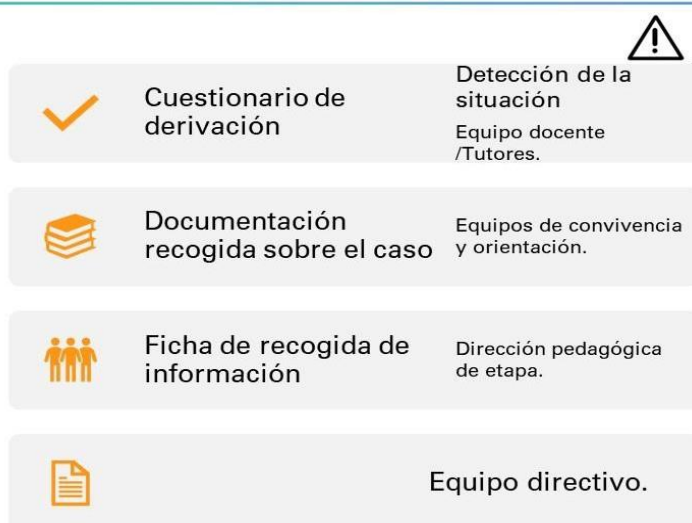 Cuestionario de
derivación
Detección de la
situación
Equipo docente
/Tutores.
Documentación
recogida sobre el caso
Equipos de convivencia
y orientación.
Ficha de recogida de
información
Dirección pedagógica
de etapa.
Equipo directivo.